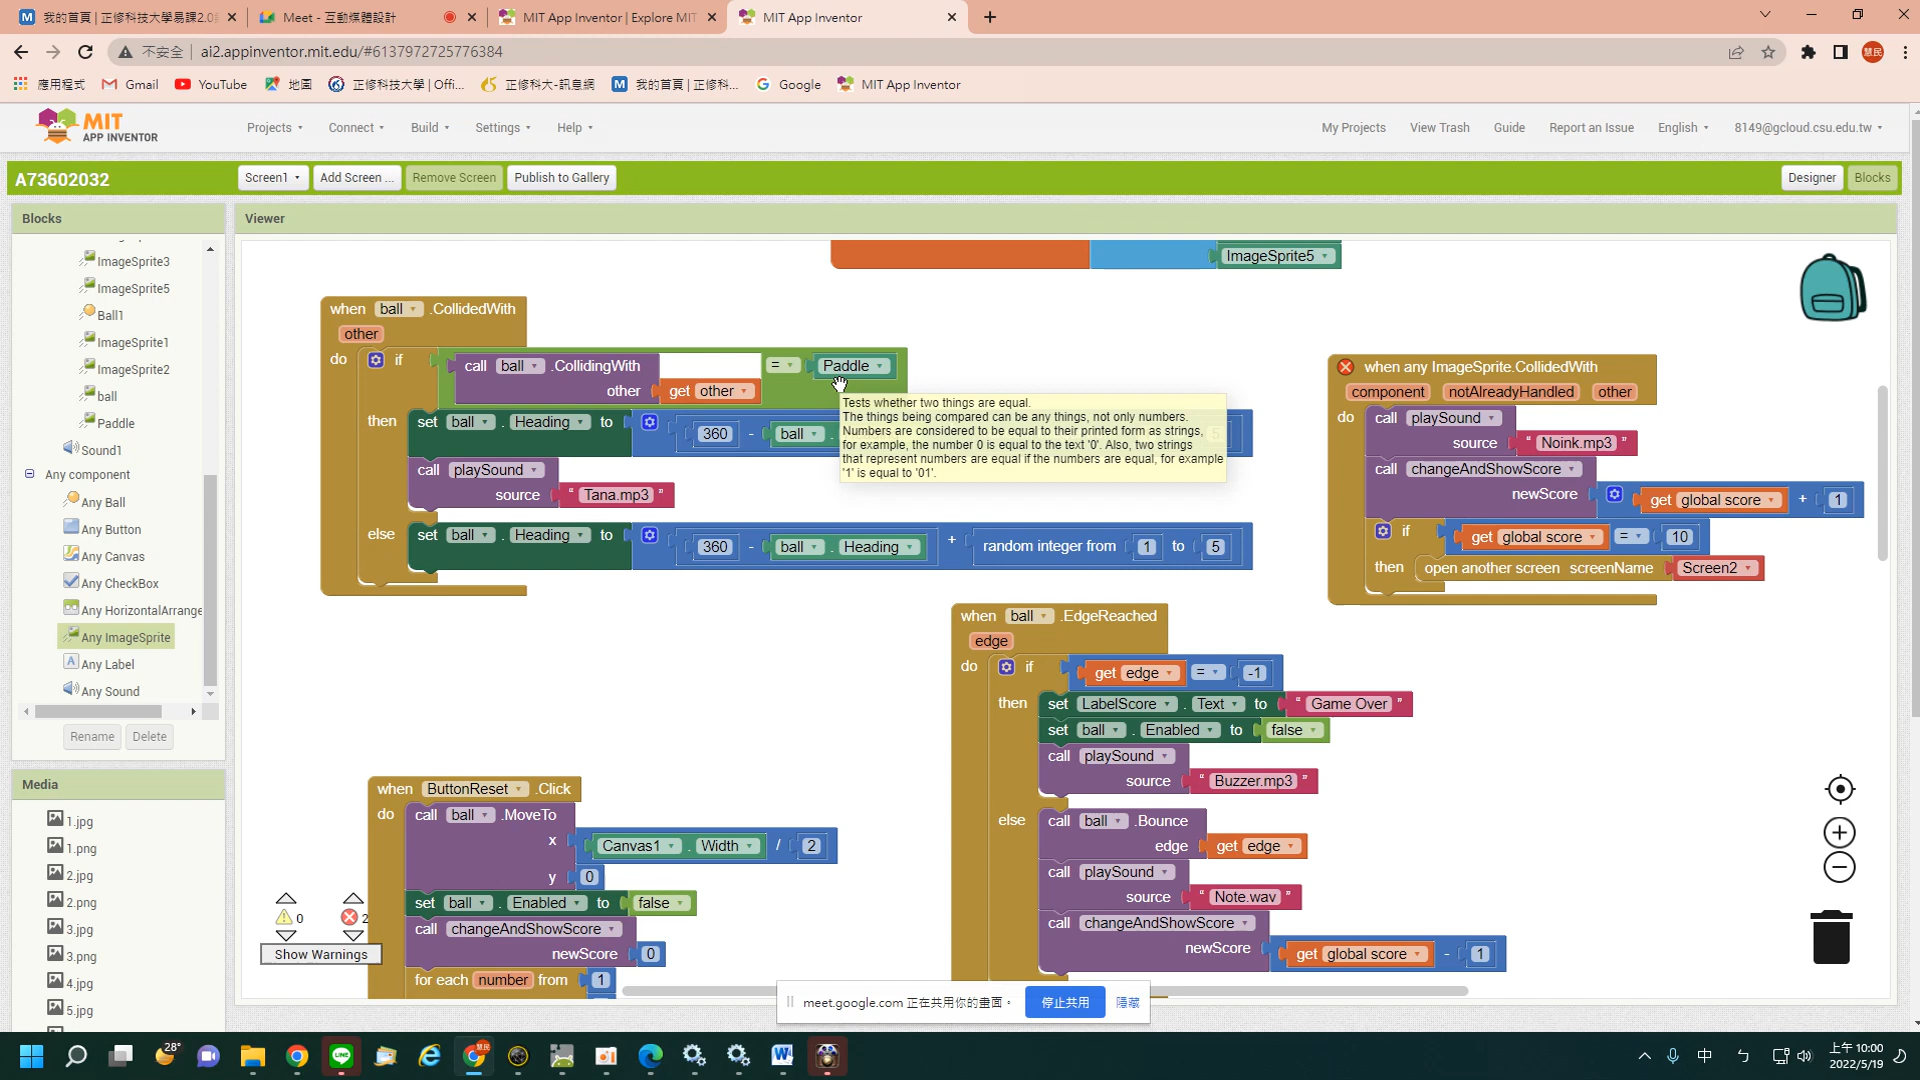 我的首頁 | 正修科技大學易課2.0
Meet - 互動媒體設計
MIT App Inventor | Explore MIT
MIT App Inventor
不安全 | ai2.appinventor.mit.edu/#6137972725776384
慧民
應用程式 Gmail YouTube 地圖 正修科技大學 | Offi... 正修科大-訊息網 我的首頁 | 正修科... Google MIT App Inventor
MIT
APP INVENTOR
Projects Connect Build Settings Help My Projects View Trash Guide Report an Issue English 8149@gcloud.csu.edu.tw
A73602032 Screen1 Add Screen ... Remove Screen Publish to Gallery Designer Blocks
Blocks
ImageSprite3
ImageSprite5
Ball1
ImageSprite1
ImageSprite2
ball
Paddle
Sound1
Any component
Any Ball
Any Button
Any Canvas
Any CheckBox
Any HorizontalArrange
Any ImageSprite
Any Label
Any Sound
Rename Delete
Media
1.jpg
1.png
2.jpg
2.png
3.jpg
3.png
4.jpg
5.jpg
Viewer
ImageSprite5
when ball .CollidedWith
other
do if call ball .CollidingWith = Paddle
other get other
then set ball . Heading to 360 - ball .
call playSound
source " Tana.mp3 "
else set ball . Heading to 360 - ball . Heading + random integer from 1 to 5
Tests whether two things are equal.
The things being compared can be any things, not only numbers.
Numbers are considered to be equal to their printed form as strings,
for example, the number 0 is equal to the text '0'. Also, two strings
that represent numbers are equal if the numbers are equal, for example
'1' is equal to '01'.
when any ImageSprite.CollidedWith
component notAlreadyHandled other
do call playSound
source " Noink.mp3 "
call changeAndShowScore
newScore get global score + 1
if get global score = 10
then open another screen screenName Screen2
when ball .EdgeReached
edge
do if get edge = -1
then set LabelScore . Text to " Game Over "
set ball . Enabled to false
call playSound
source " Buzzer.mp3 "
else call ball .Bounce
edge get edge
call playSound
source " Note.wav "
call changeAndShowScore
newScore get global score - 1
when ButtonReset .Click
do call ball .MoveTo
x Canvas1 . Width / 2
y 0
set ball . Enabled to false
call changeAndShowScore
newScore 0
for each number from 1
0 2
Show Warnings
meet.google.com 正在共用你的畫面。 停止共用 隱藏
28°
慧民
中
上午 10:00
2022/5/19